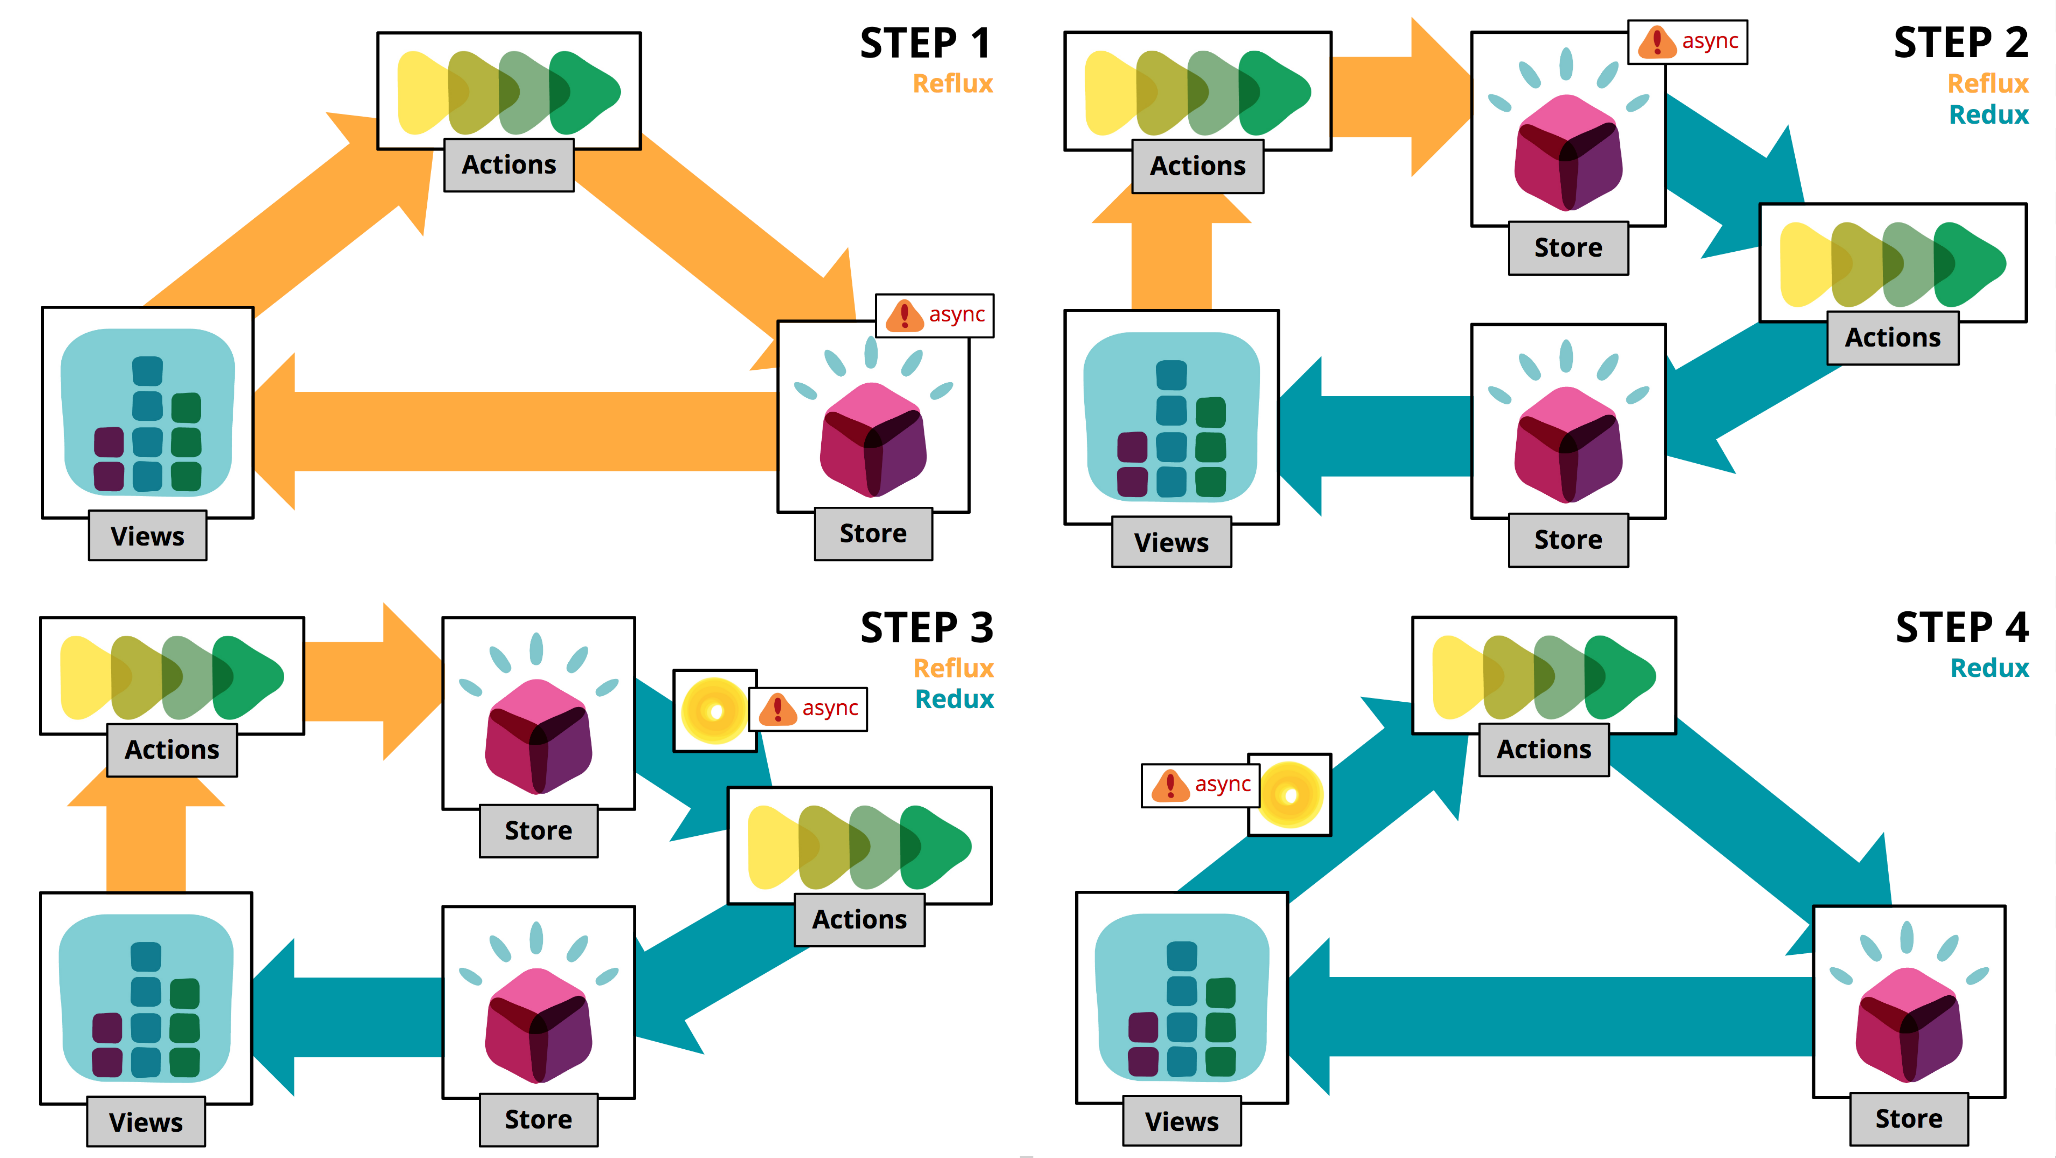 STEP 1
Reflux
Actions
async
Views
Store
STEP 2
Reflux
Redux
async
Actions
Store
Actions
Views
Store
STEP 3
Reflux
Redux
async
Actions
Store
Actions
Views
Store
STEP 4
Redux
Actions
async
Views
Store